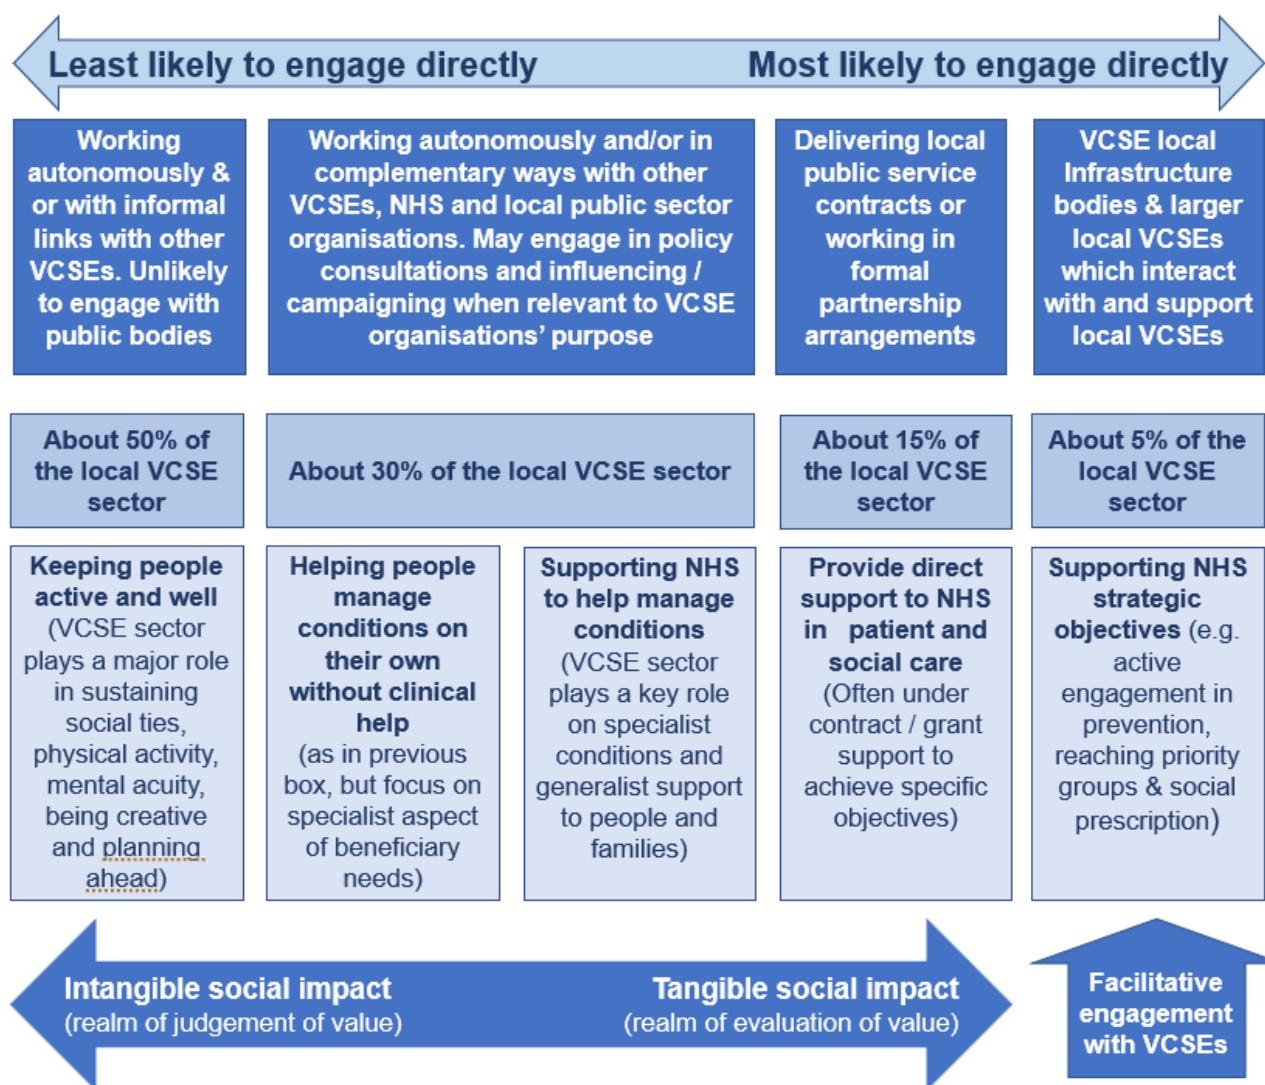 Least likely to engage directly
Most likely to engage directly
Working
autonomously &
or with informal
links with other
VCSEs. Unlikely
to engage with
public bodies
Working autonomously and/or in
complementary ways with other
VCSEs, NHS and local public sector
organisations. May engage in policy
consultations and influencing /
campaigning when relevant to VCSE
organisations’ purpose
Delivering local
public service
contracts or
working in
formal
partnership
arrangements
VCSE local
Infrastructure
bodies & larger
local VCSEs
which interact
with and support
local VCSEs
About 50% of
the local VCSE
sector
About 30% of the local VCSE sector
About 15% of
the local VCSE
sector
About 5% of the
local VCSE
sector
Keeping people
active and well
(VCSE sector
plays a major role
in sustaining
social ties,
physical activity,
mental acuity,
being creative
and planning
ahead)
Helping people
manage
conditions on
their own
without clinical
help
(as in previous
box, but focus on
specialist aspect
of beneficiary
needs)
Supporting NHS
to help manage
conditions
(VCSE sector
plays a key role
on specialist
conditions and
generalist support
to people and
families)
Provide direct
support to NHS
in patient and
social care
(Often under
contract / grant
support to
achieve specific
objectives)
Supporting NHS
strategic
objectives (e.g.
active
engagement in
prevention,
reaching priority
groups & social
prescription)
Intangible social impact
(realm of judgement of value)
Tangible social impact
(realm of evaluation of value)
Facilitative
engagement
with VCSEs